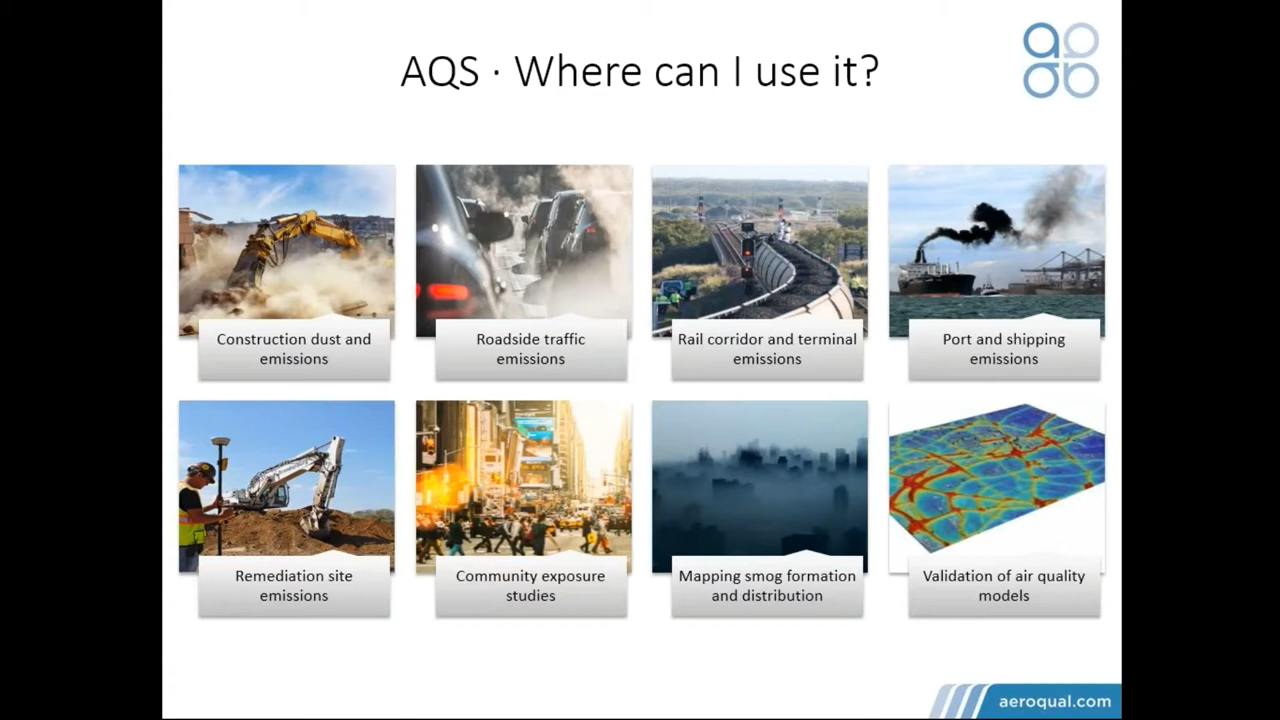 AQS · Where can I use it?
Construction dust and
emissions
Roadside traffic
emissions
Rail corridor and terminal
emissions
Port and shipping
emissions
Remediation site
emissions
Community exposure
studies
Mapping smog formation
and distribution
Validation of air quality
models
aeroqual.com